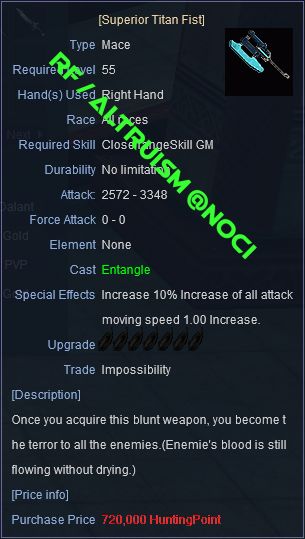 [Superior Titan Fist]
Type Mace
Required Level 55
Hand(s) Used Right Hand
Race All races
Required Skill CloserangeSkill GM
Durability No limitation
Attack: 2572 - 3348
Force Attack 0 - 0
Element None
Cast Entangle
Special Effects Increase 10% Increase of all attack
moving speed 1.00 Increase.
Upgrade
Trade Impossibility
[Description]
Once you acquire this blunt weapon, you become t
he terror to all the enemies.(Enemie's blood is still
flowing without drying.)
[Price info]
Purchase Price 720,000 HuntingPoint
RF / ALTRUISM @NOCI
Next
Dalant
Gold
PVP